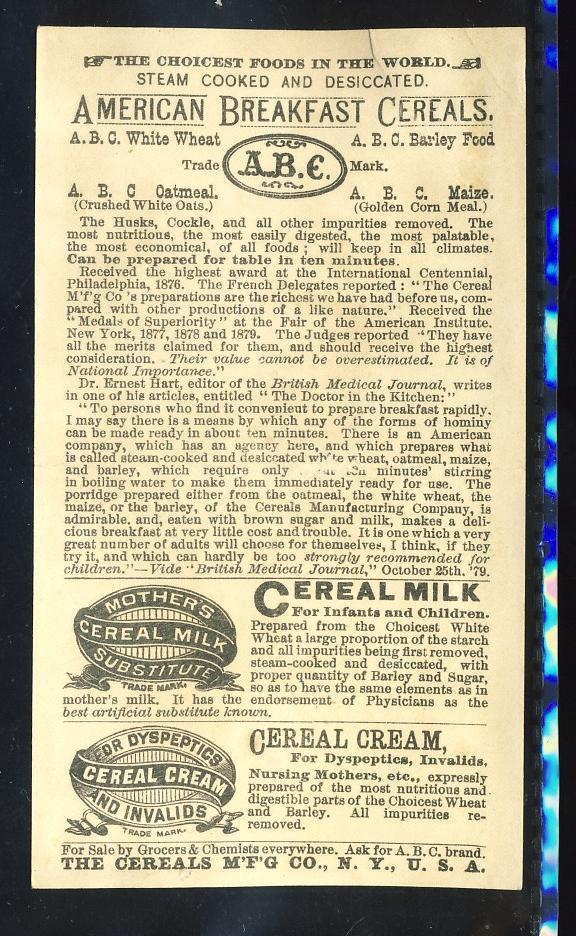 THE CHOICEST FOODS IN THE WORLD.
STEAM COOKED AND DESICCATED.
AMERICAN BREAKFAST CEREALS.
A. B. C. White Wheat
A. B. C. Barley Food
Trade A.B.C. Mark.
A. B. C Oatmeal.
(Crushed White Oats.)
A. B. C. Maize.
(Golden Corn Meal.)
The Husks, Cockle, and all other impurities removed. The
most nutritious, the most easily digested, the most palatable,
the most economical, of all foods ; will keep in all climates.
Can be prepared for table in ten minutes.
Received the highest award at the International Centennial,
Philadelphia, 1876. The French Delegates reported : "The Cereal
M'f'g Co 's preparations are the richest we have had before us, com-
pared with other productions of a like nature." Received the
"Medals of Superiority" at the Fair of the American Institute.
New York, 1877, 1878 and 1879. The Judges reported "They have
all the merits claimed for them, and should receive the highest
consideration. Their value cannot be overestimated. It is of
National Importance."
Dr. Ernest Hart, editor of the British Medical Journal, writes
in one of his articles, entitled "The Doctor in the Kitchen:"
"To persons who find it convenient to prepare breakfast rapidly.
I may say there is a means by which any of the forms of hominy
can be made ready in about ten minutes. There is an American
company, which has an agency here, and which prepares what
is called steam-cooked and desiccated white wheat, oatmeal, maize,
and barley, which require only ten minutes' stirring
in boiling water to make them immediately ready for use. The
porridge prepared either from the oatmeal, the white wheat, the
maize, or the barley, of the Cereals Manufacturing Company, is
admirable. and, eaten with brown sugar and milk, makes a deli-
cious breakfast at very little cost and trouble. It is one which a very
great number of adults will choose for themselves, I think, if they
try it, and which can hardly be too strongly recommended for
children."—Vide "British Medical Journal," October 25th. '79.
MOTHER'S
CEREAL MILK
SUBSTITUTE
TRADE MARK.
CEREAL MILK
For Infants and Children.
Prepared from the Choicest White
Wheat a large proportion of the starch
and all impurities being first removed,
steam-cooked and desiccated, with
proper quantity of Barley and Sugar,
so as to have the same elements as in
mother's milk. It has the endorsement of Physicians as the
best artificial substitute known.
FOR DYSPEPTICS
CEREAL CREAM
AND INVALIDS
TRADE MARK.
CEREAL CREAM,
For Dyspeptics, Invalids,
Nursing Mothers, etc., expressly
prepared of the most nutritious and
digestible parts of the Choicest Wheat
and Barley. All impurities re-
removed.
For Sale by Grocers & Chemists everywhere. Ask for A. B. C. brand.
THE CEREALS M'F'G CO., N. Y., U. S. A.